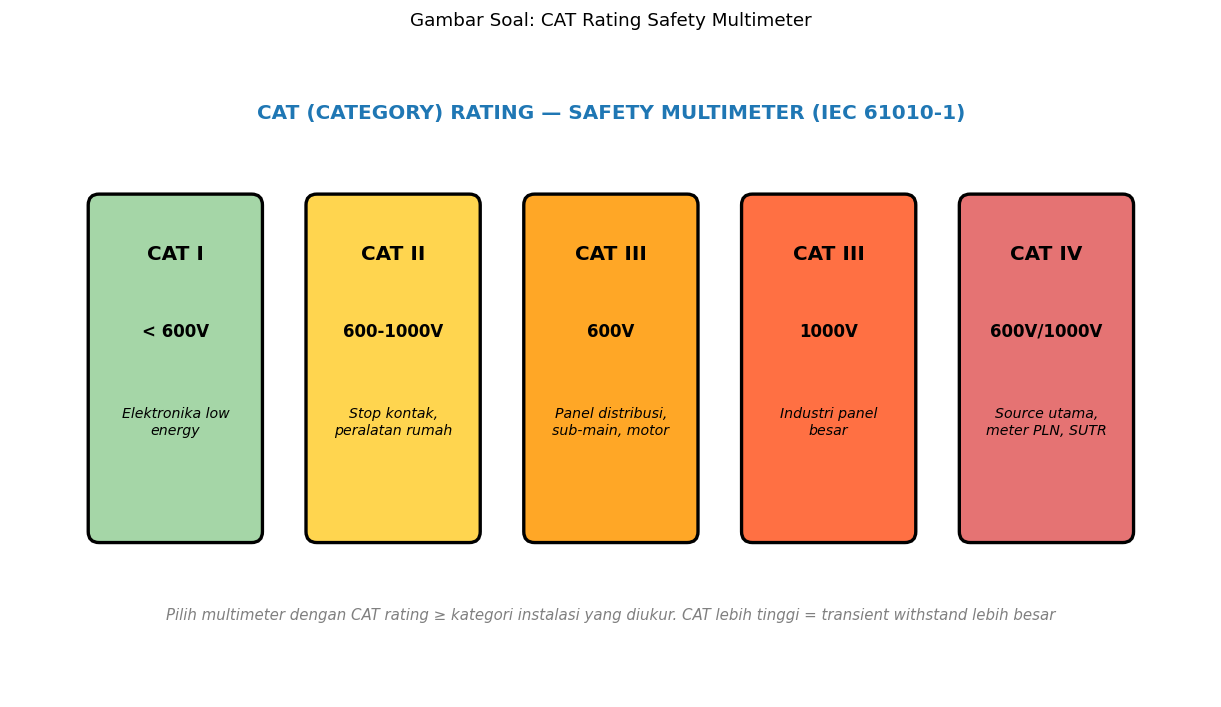 Gambar Soal: CAT Rating Safety Multimeter
CAT (CATEGORY) RATING — SAFETY MULTIMETER (IEC 61010-1)
CAT I
< 600V
Elektronika low
energy
CAT II
600-1000V
Stop kontak,
peralatan rumah
CAT III
600V
Panel distribusi,
sub-main, motor
CAT III
1000V
Industri panel
besar
CAT IV
600V/1000V
Source utama,
meter PLN, SUTR
Pilih multimeter dengan CAT rating ≥ kategori instalasi yang diukur. CAT lebih tinggi = transient withstand lebih besar